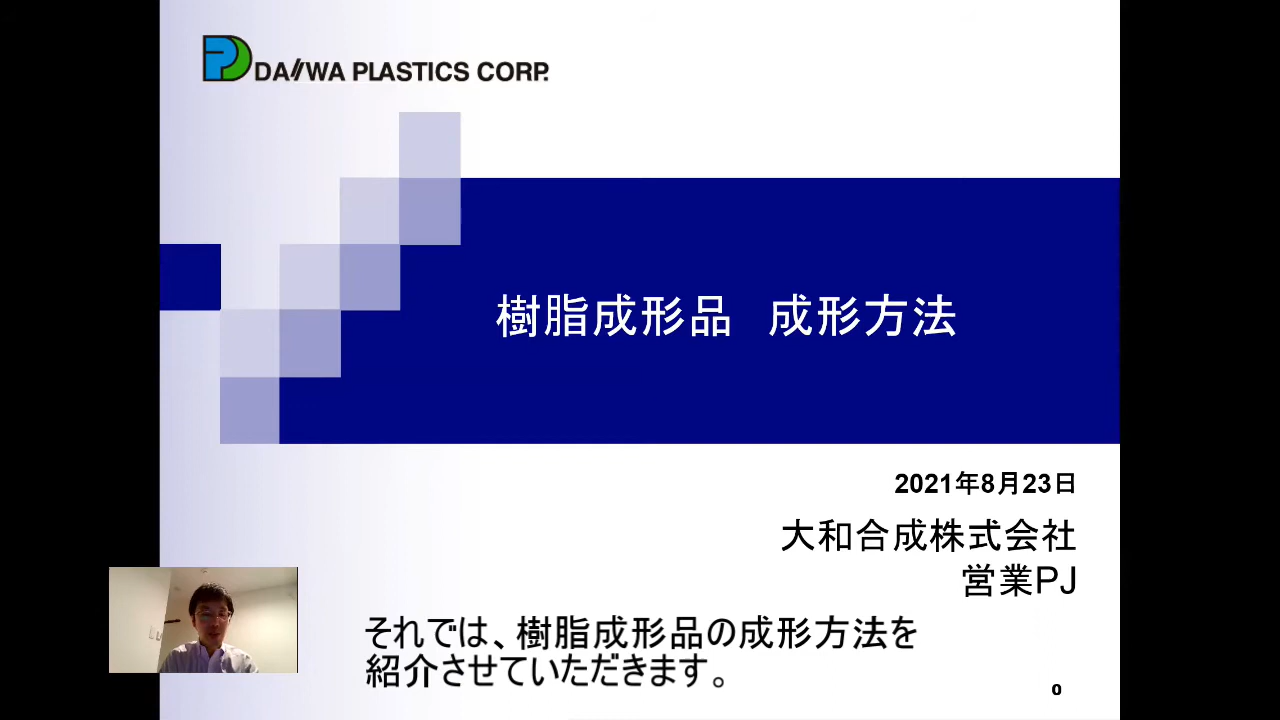 DAIWA PLASTICS CORP.
樹脂成形品　成形方法
2021年8月23日
大和合成株式会社
営業PJ
それでは、樹脂成形品の成形方法を
紹介させていただきます。
0